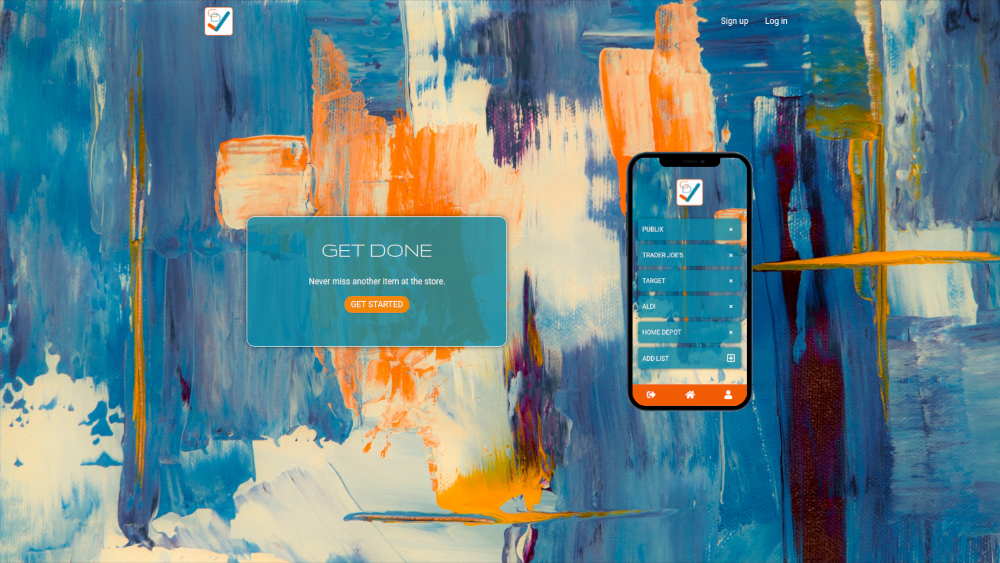 Sign up Log in
GET DONE
Never miss another item at the store.
GET STARTED
PUBLIX ×
TRADER JOE'S ×
TARGET ×
ALDI ×
HOME DEPOT ×
ADD LIST